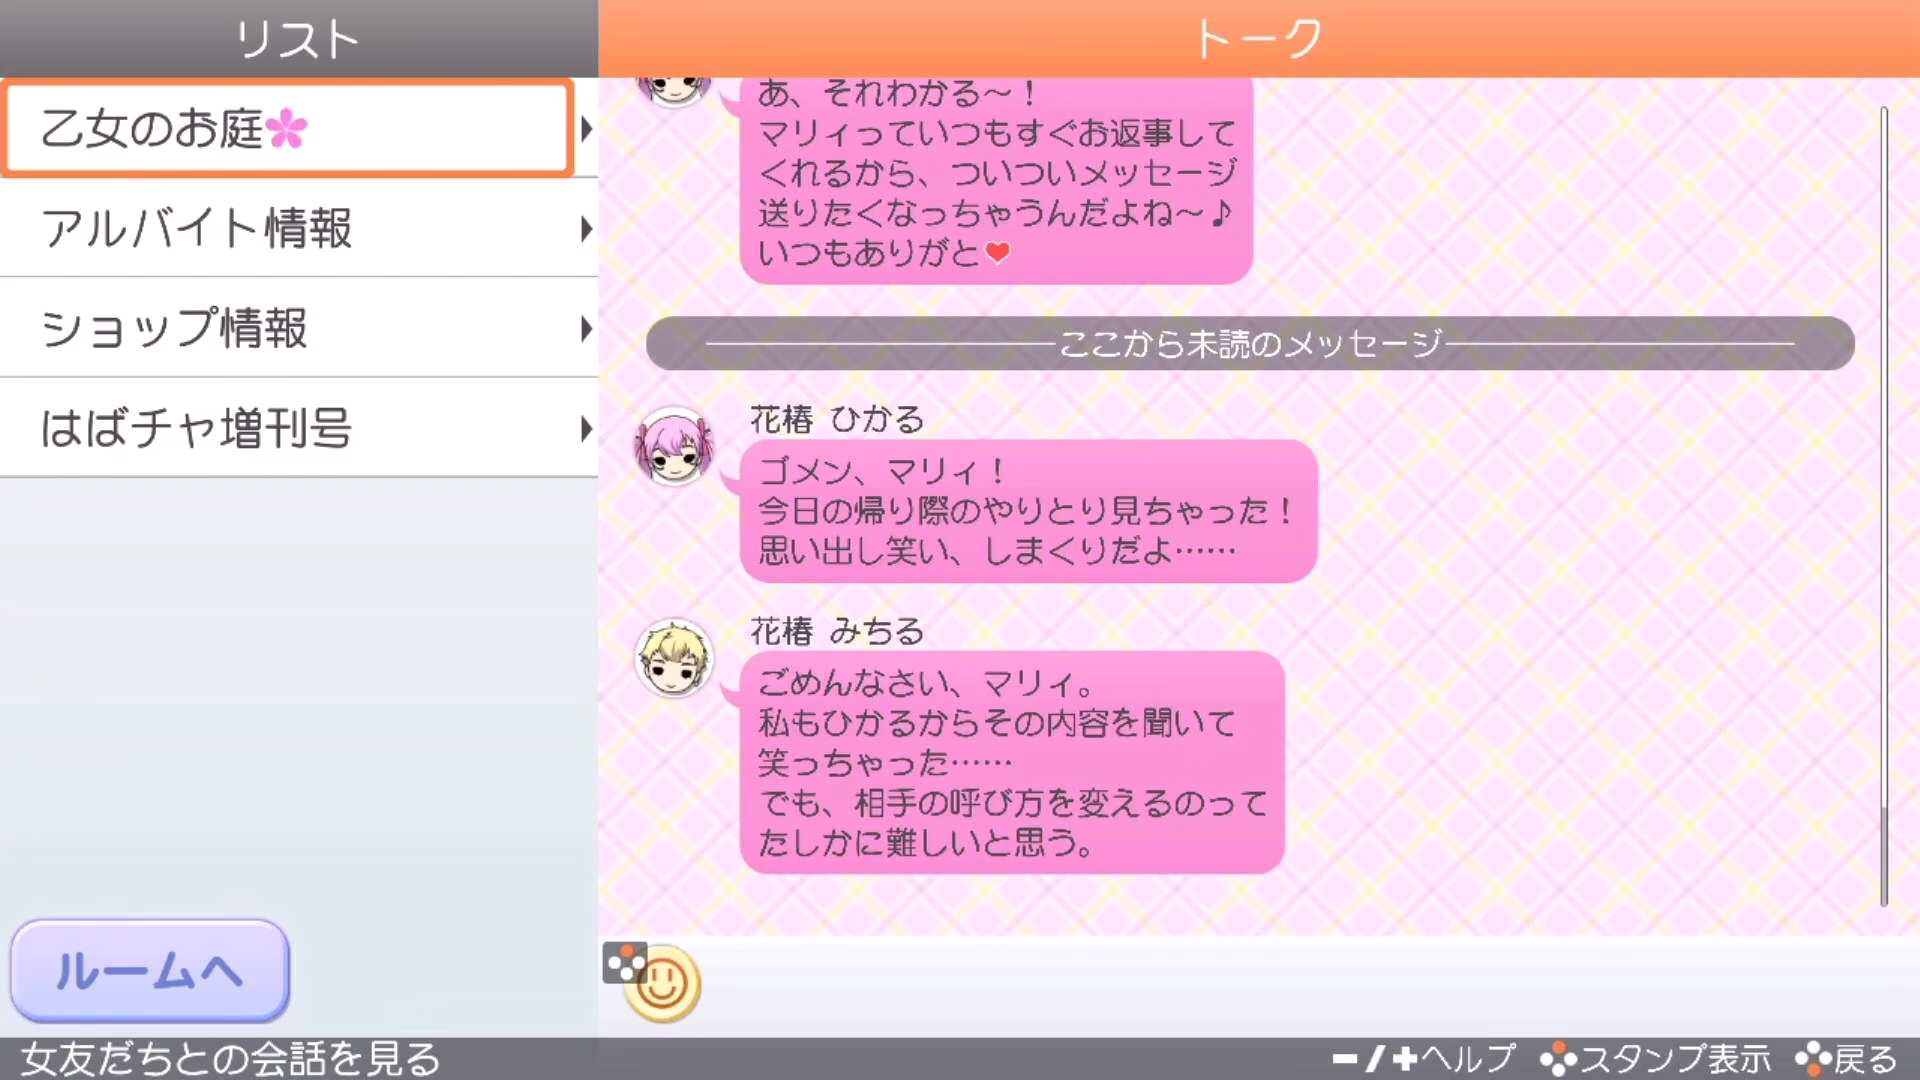 リスト
乙女のお庭
アルバイト情報
ショップ情報
はばチャ増刊号
ルームへ
トーク
あ、それわかる~!
マリィっていつもすぐお返事して
くれるから、ついついメッセージ
送りたくなっちゃうんだよね~♪
いつもありがと♥
ここから未読のメッセージ
花椿 ひかる
ゴメン、マリィ!
今日の帰り際のやりとり見ちゃった!
思い出し笑い、しまくりだよ……
花椿 みちる
ごめんなさい、マリィ。
私もひかるからその内容を聞いて
笑っちゃった……
でも、相手の呼び方を変えるのって
たしかに難しいと思う。
女友だちとの会話を見る
-/+ヘルプ スタンプ表示 戻る